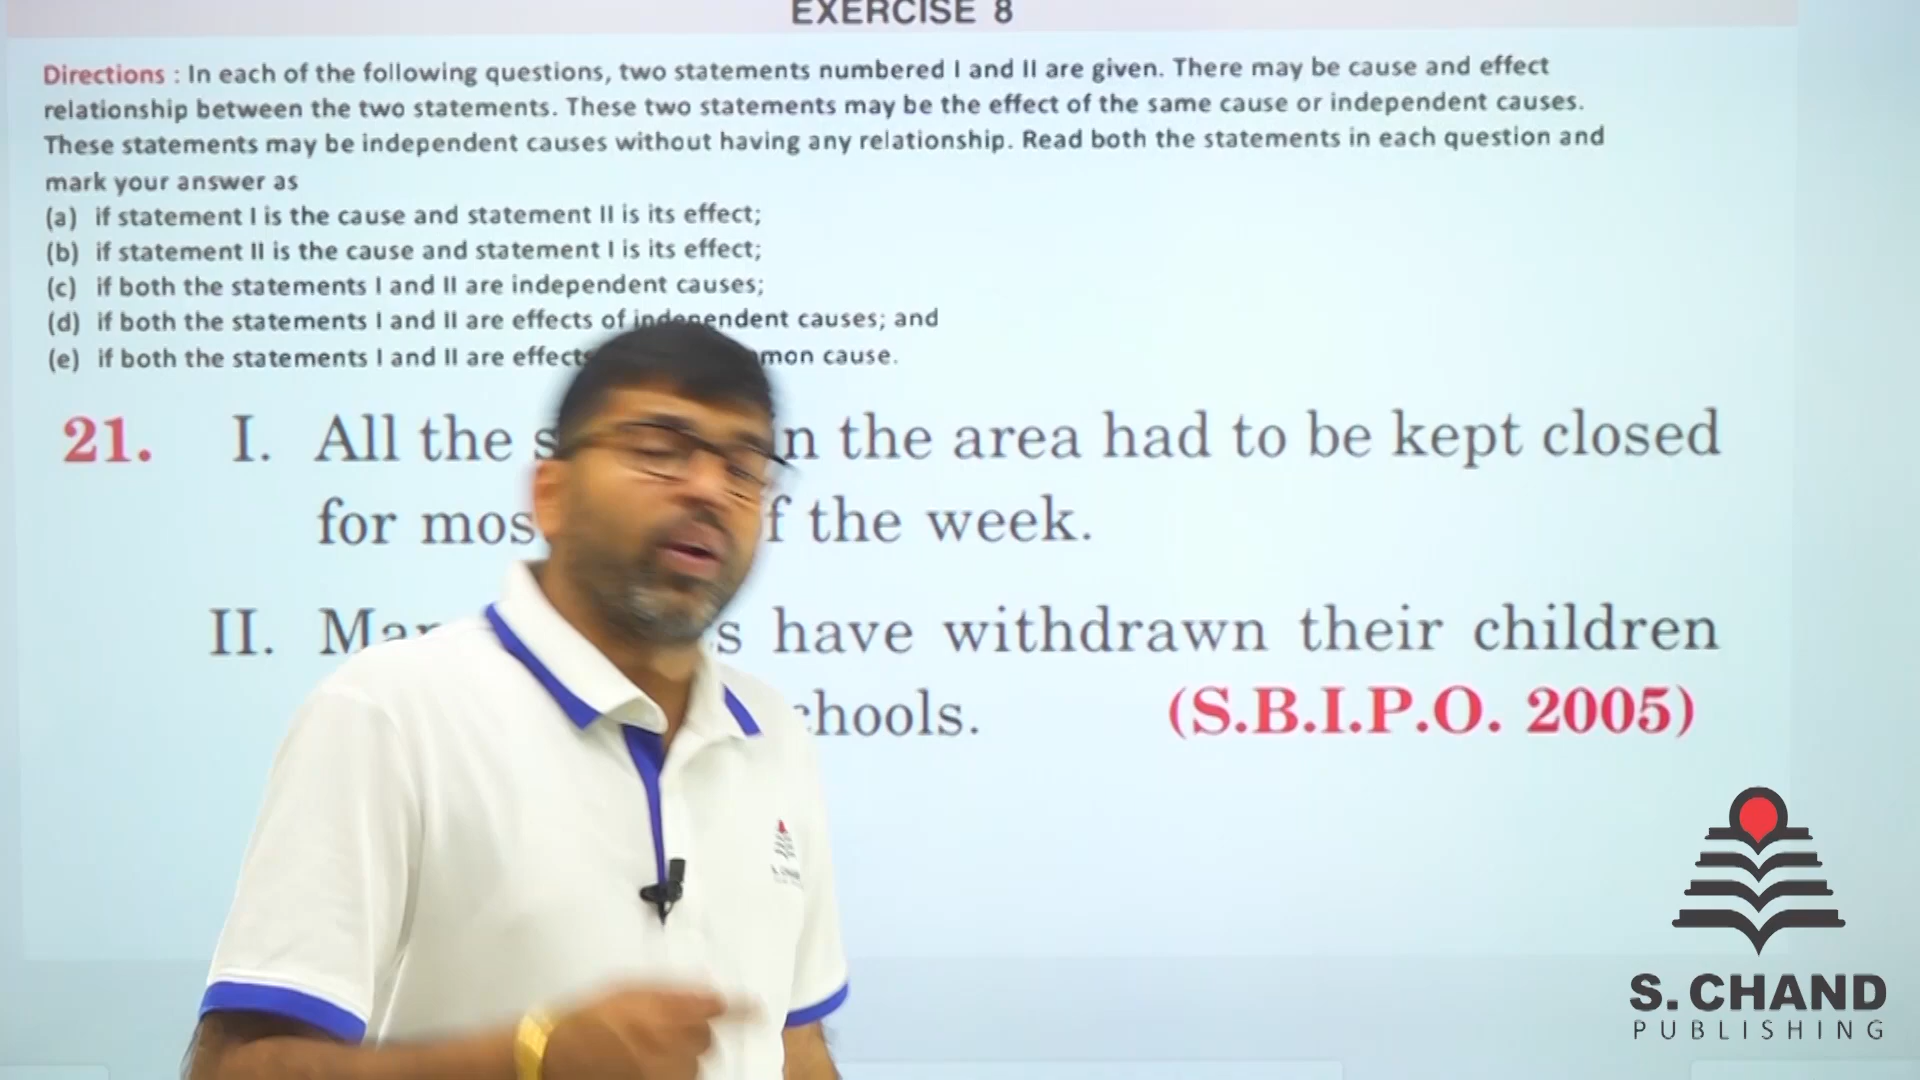 EXERCISE 8
Directions : In each of the following questions, two statements numbered I and II are given. There may be cause and effect
relationship between the two statements. These two statements may be the effect of the same cause or independent causes.
These statements may be independent causes without having any relationship. Read both the statements in each question and
mark your answer as
(a) if statement I is the cause and statement II is its effect;
(b) if statement II is the cause and statement I is its effect;
(c) if both the statements I and II are independent causes;
(d) if both the statements I and II are effects of independent causes; and
(e) if both the statements I and II are effects cause.
21. I. All the the area had to be kept closed
for the week.
II. have withdrawn their children
(S.B.I.P.O. 2005)
S. CHAND
PUBLISHING